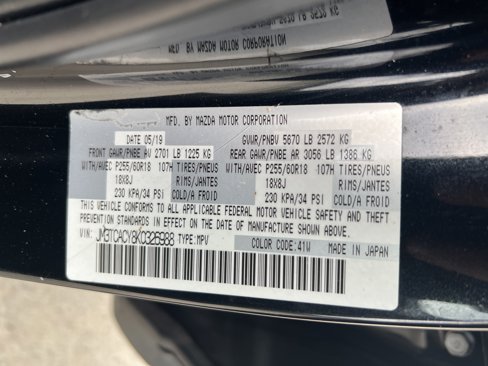 MFD. BY MAZDA MOTOR CORPORATION
MFD. BY MAZDA MOTOR CORPORATION
DATE 05/19 GVWR/PNBV 5670 LB 2572 KG
FRONT GAWR/PNBE AV 2701 LB 1225 KG REAR GAWR/PNBE AR 3056 LB 1386 KG
WITH/AVEC P255/60R18 107H TIRES/PNEUS WITH/AVEC P255/60R18 107H TIRES/PNEUS
18X8J RIMS/JANTES 18X8J RIMS/JANTES
230 KPA/34 PSI COLD/A FROID 230 KPA/34 PSI COLD/A FROID
THIS VEHICLE CONFORMS TO ALL APPLICABLE FEDERAL MOTOR VEHICLE SAFETY AND THEFT
PREVENTION STANDARDS IN EFFECT ON THE DATE OF MANUFACTURE SHOWN ABOVE.
VIN: JM3TCACY8K0325988 TYPE:MPV COLOR CODE:41W MADE IN JAPAN